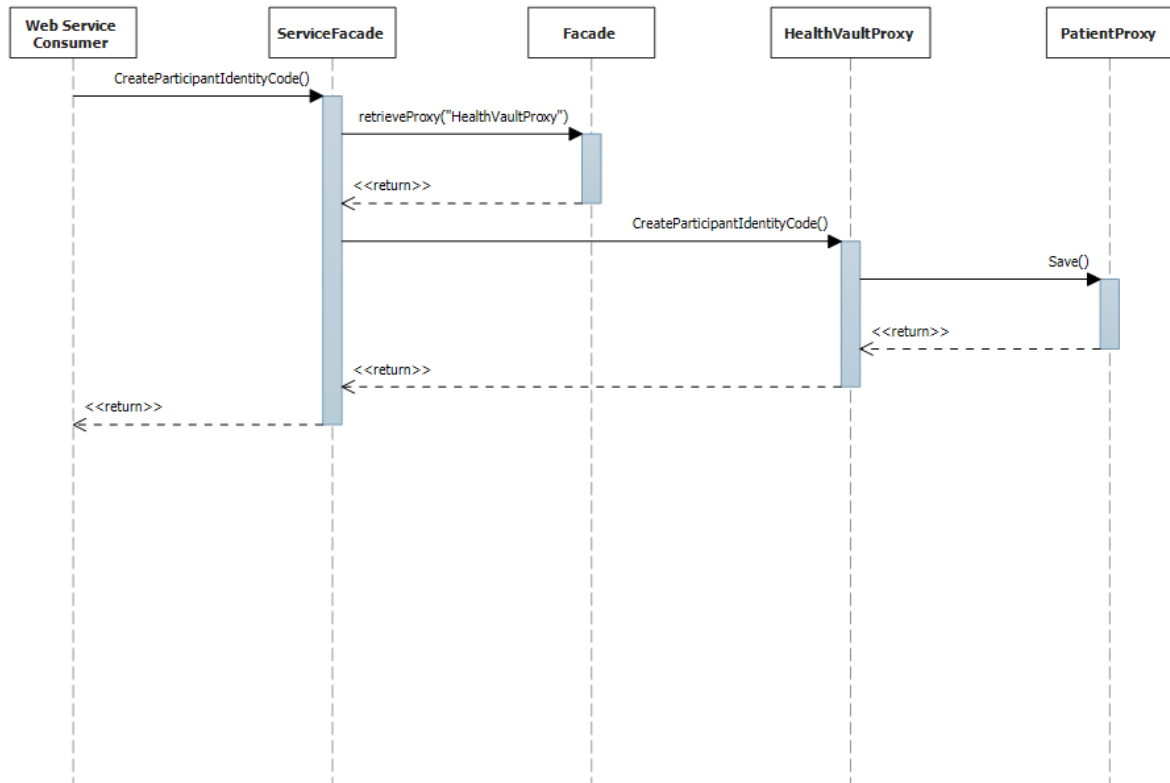 Web Service
Consumer
ServiceFacade
Facade
HealthVaultProxy
PatientProxy
CreateParticipantIdentityCode()
retrieveProxy("HealthVaultProxy")
<<return>>
CreateParticipantIdentityCode()
Save()
<<return>>
<<return>>
<<return>>